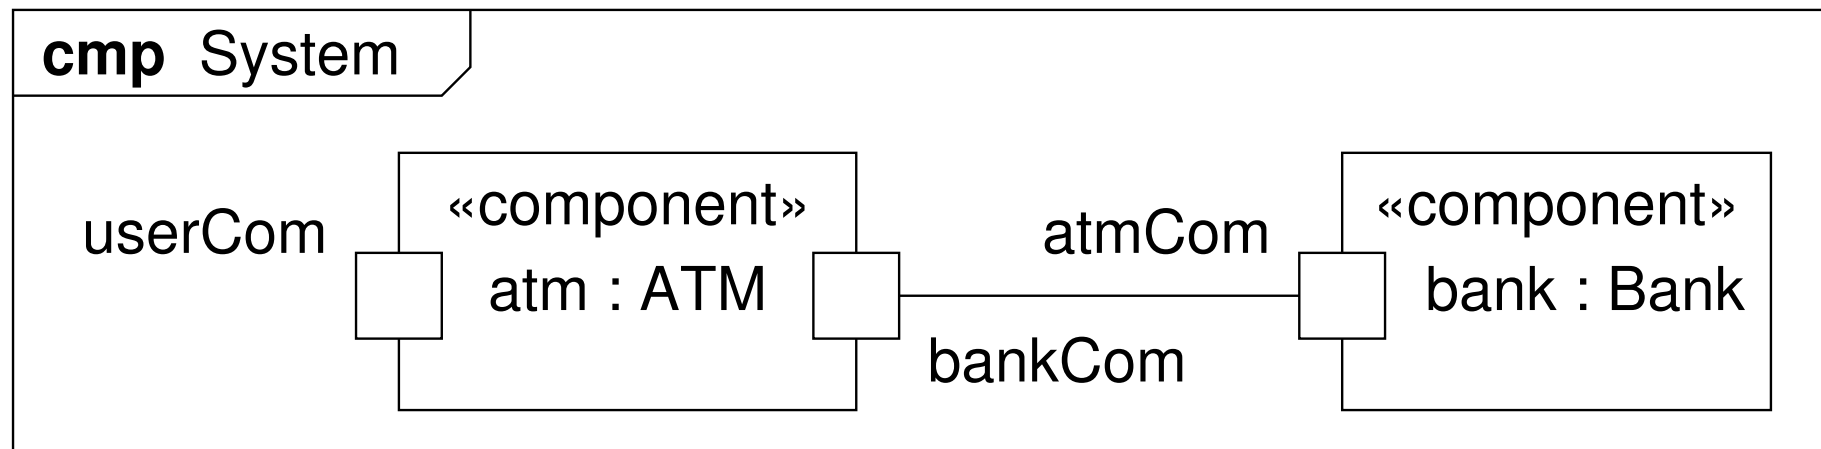 cmp System
«component»
userCom
atm : ATM
atmCom
bankCom
«component»
bank : Bank